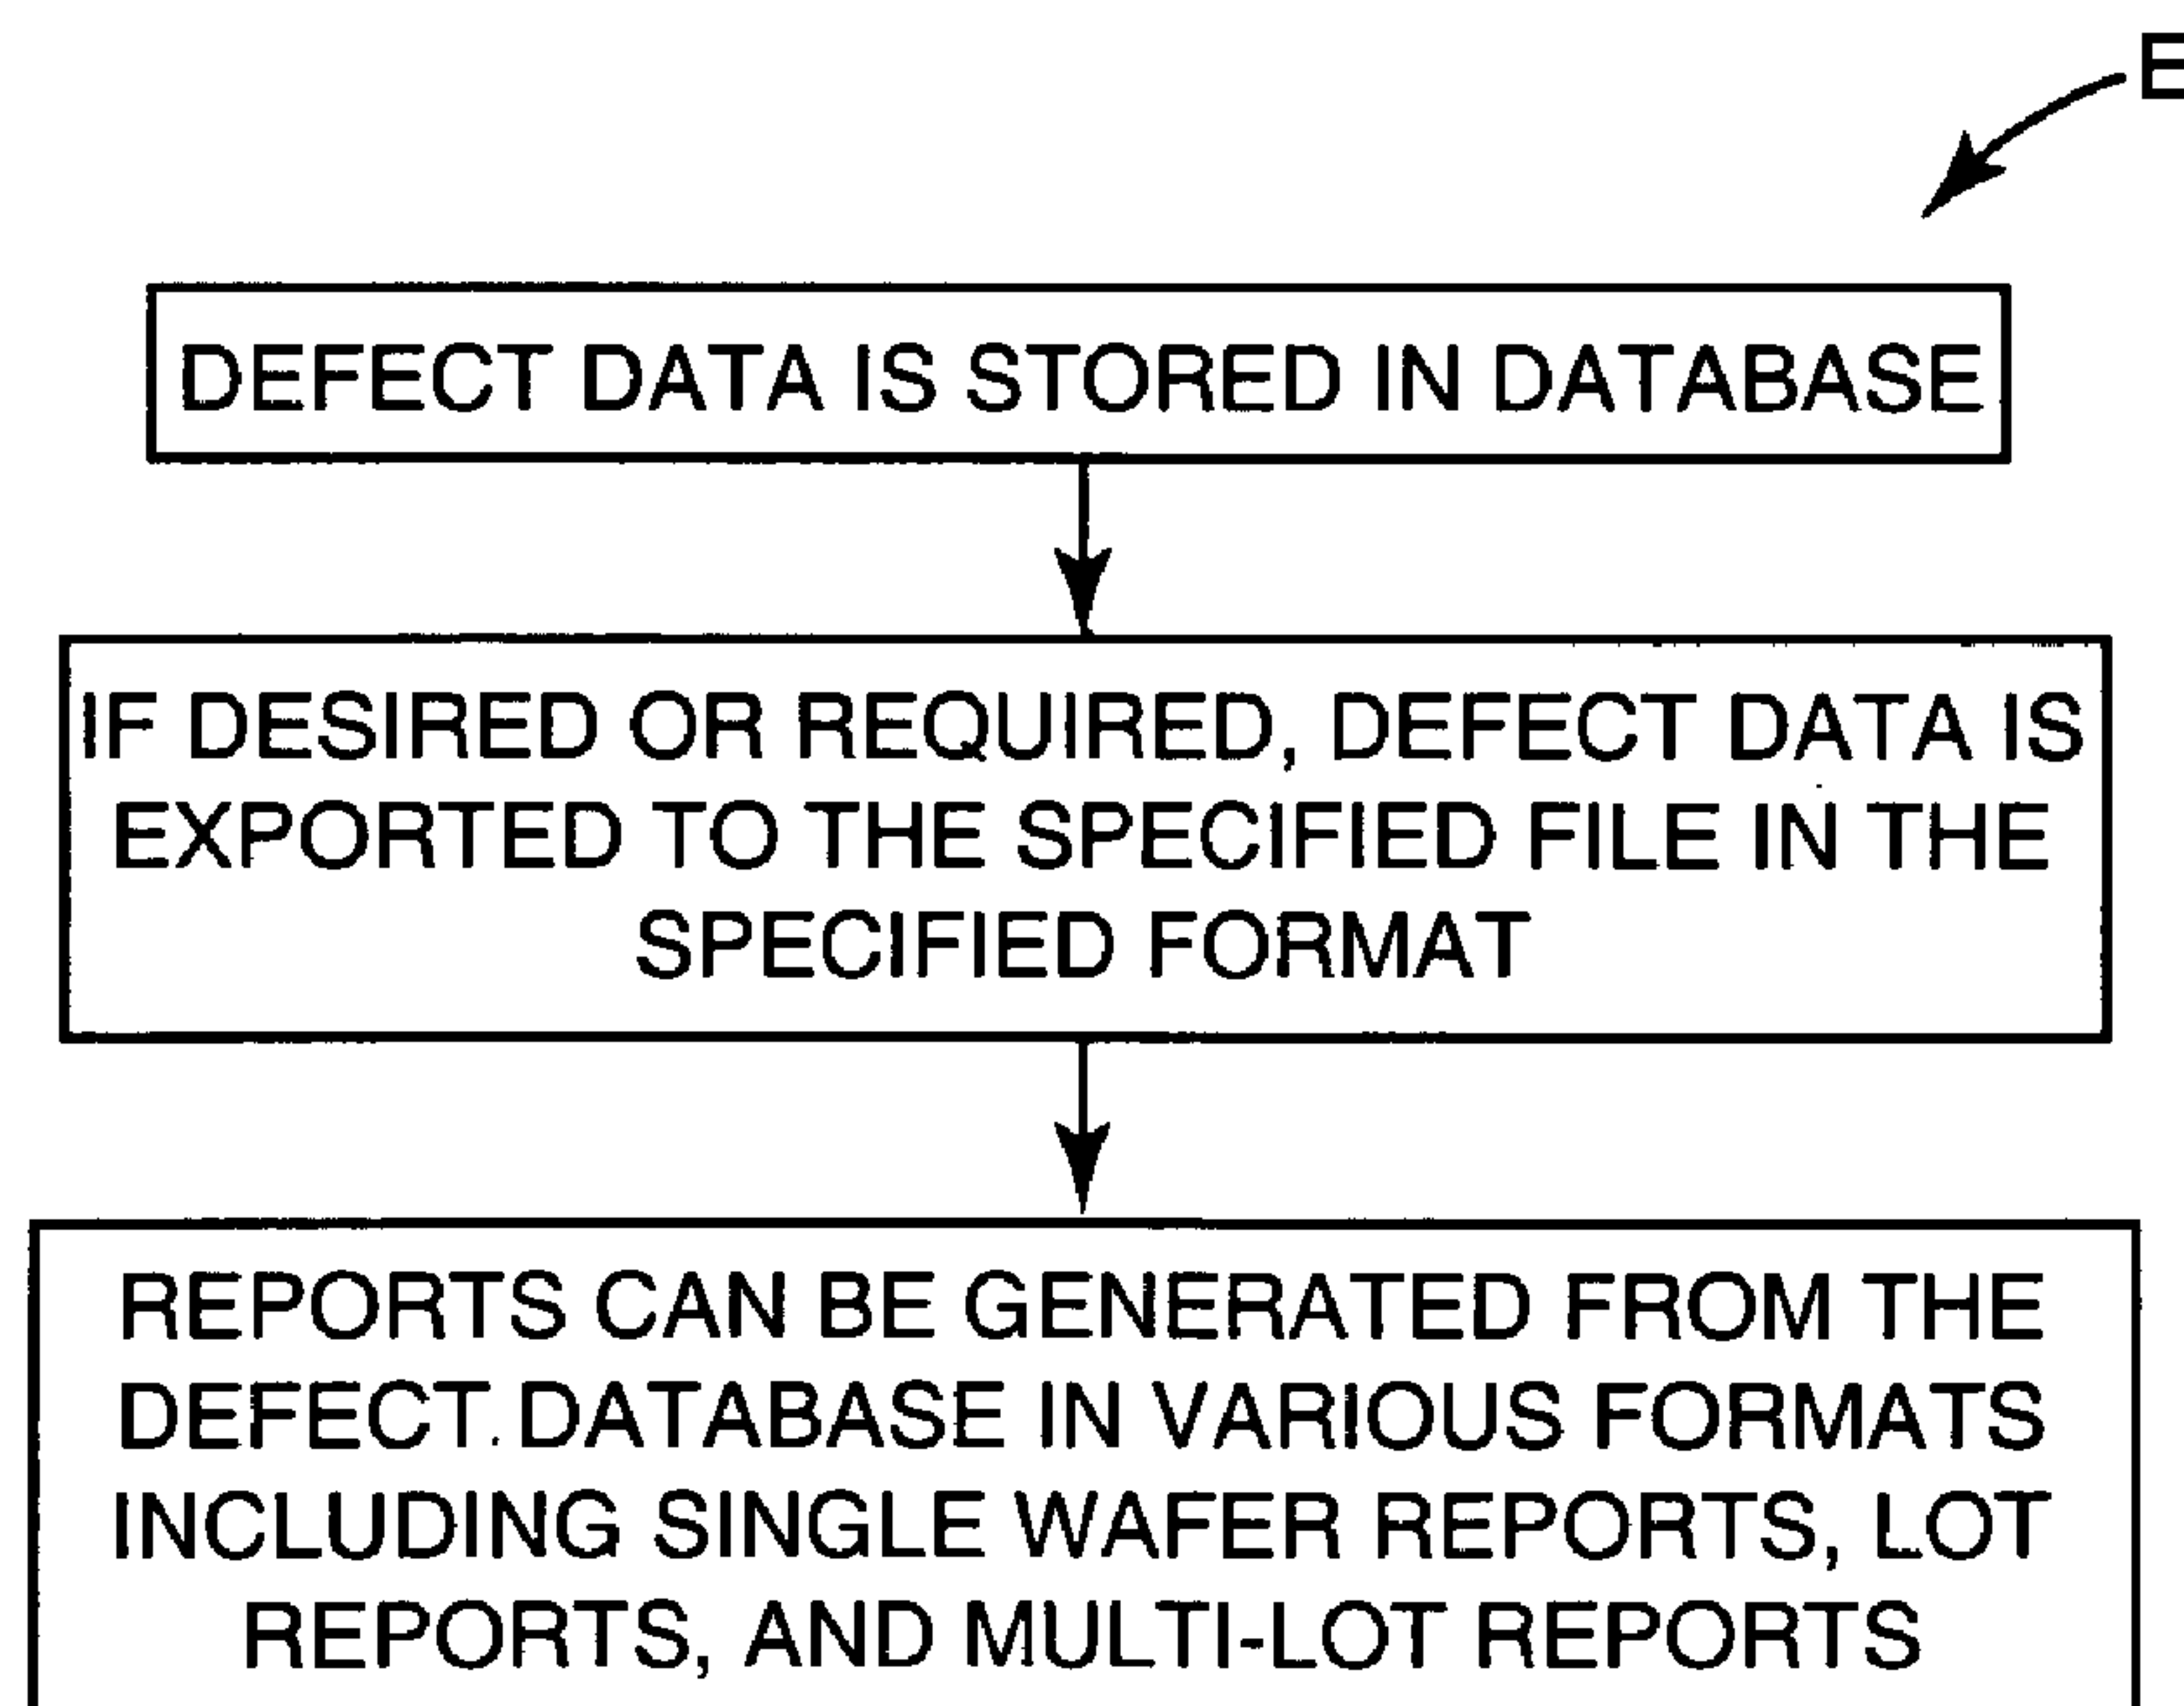 DEFECT DATA IS STORED IN DATABASE
IF DESIRED OR REQUIRED, DEFECT DATA IS
EXPORTED TO THE SPECIFIED FILE IN THE
SPECIFIED FORMAT
REPORTS CAN BE GENERATED FROM THE
DEFECT DATABASE IN VARIOUS FORMATS
INCLUDING SINGLE WAFER REPORTS, LOT
REPORTS, AND MULTI-LOT REPORTS